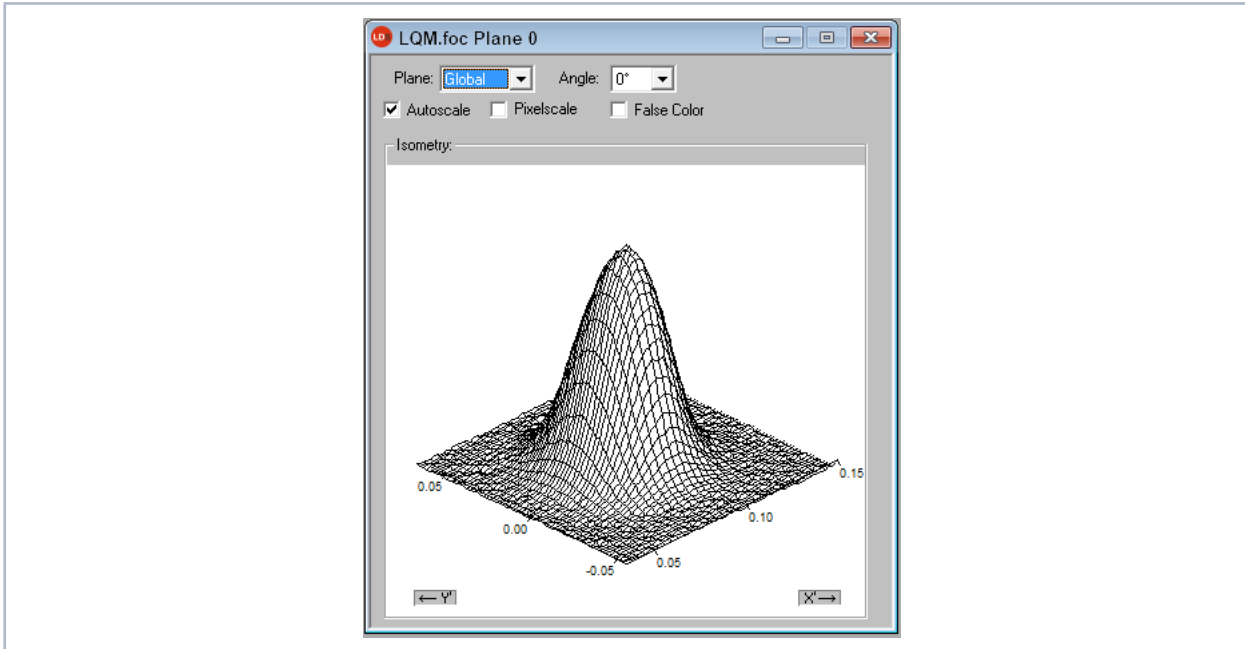 LQM.foc Plane 0
Plane: Global Angle: 0°
Autoscale Pixelscale False Color
Isometry:
0.05
0.00
-0.05
0.05
0.10
0.15
← Y' X' →